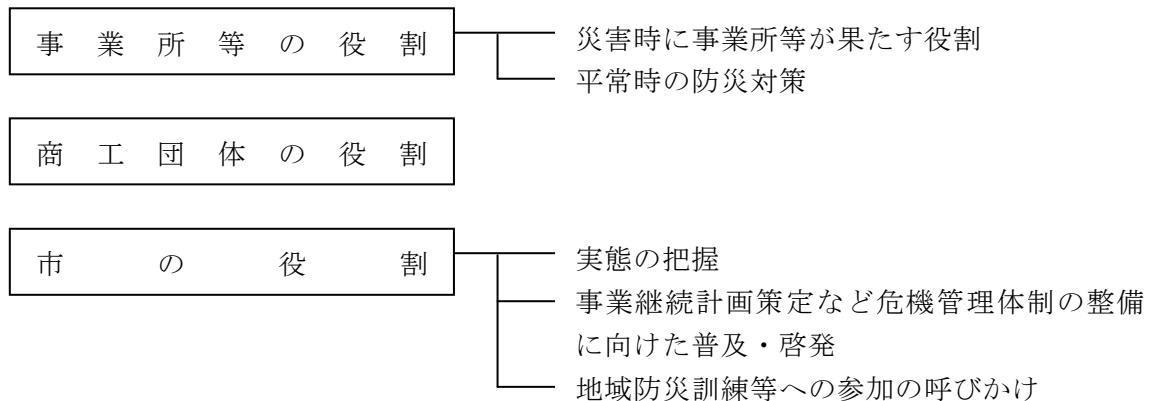 事業所等の役割
災害時に事業所等が果たす役割
平常時の防災対策
商工団体の役割
市の役割
実態の把握
事業継続計画策定など危機管理体制の整備
に向けた普及・啓発
地域防災訓練等への参加の呼びかけ